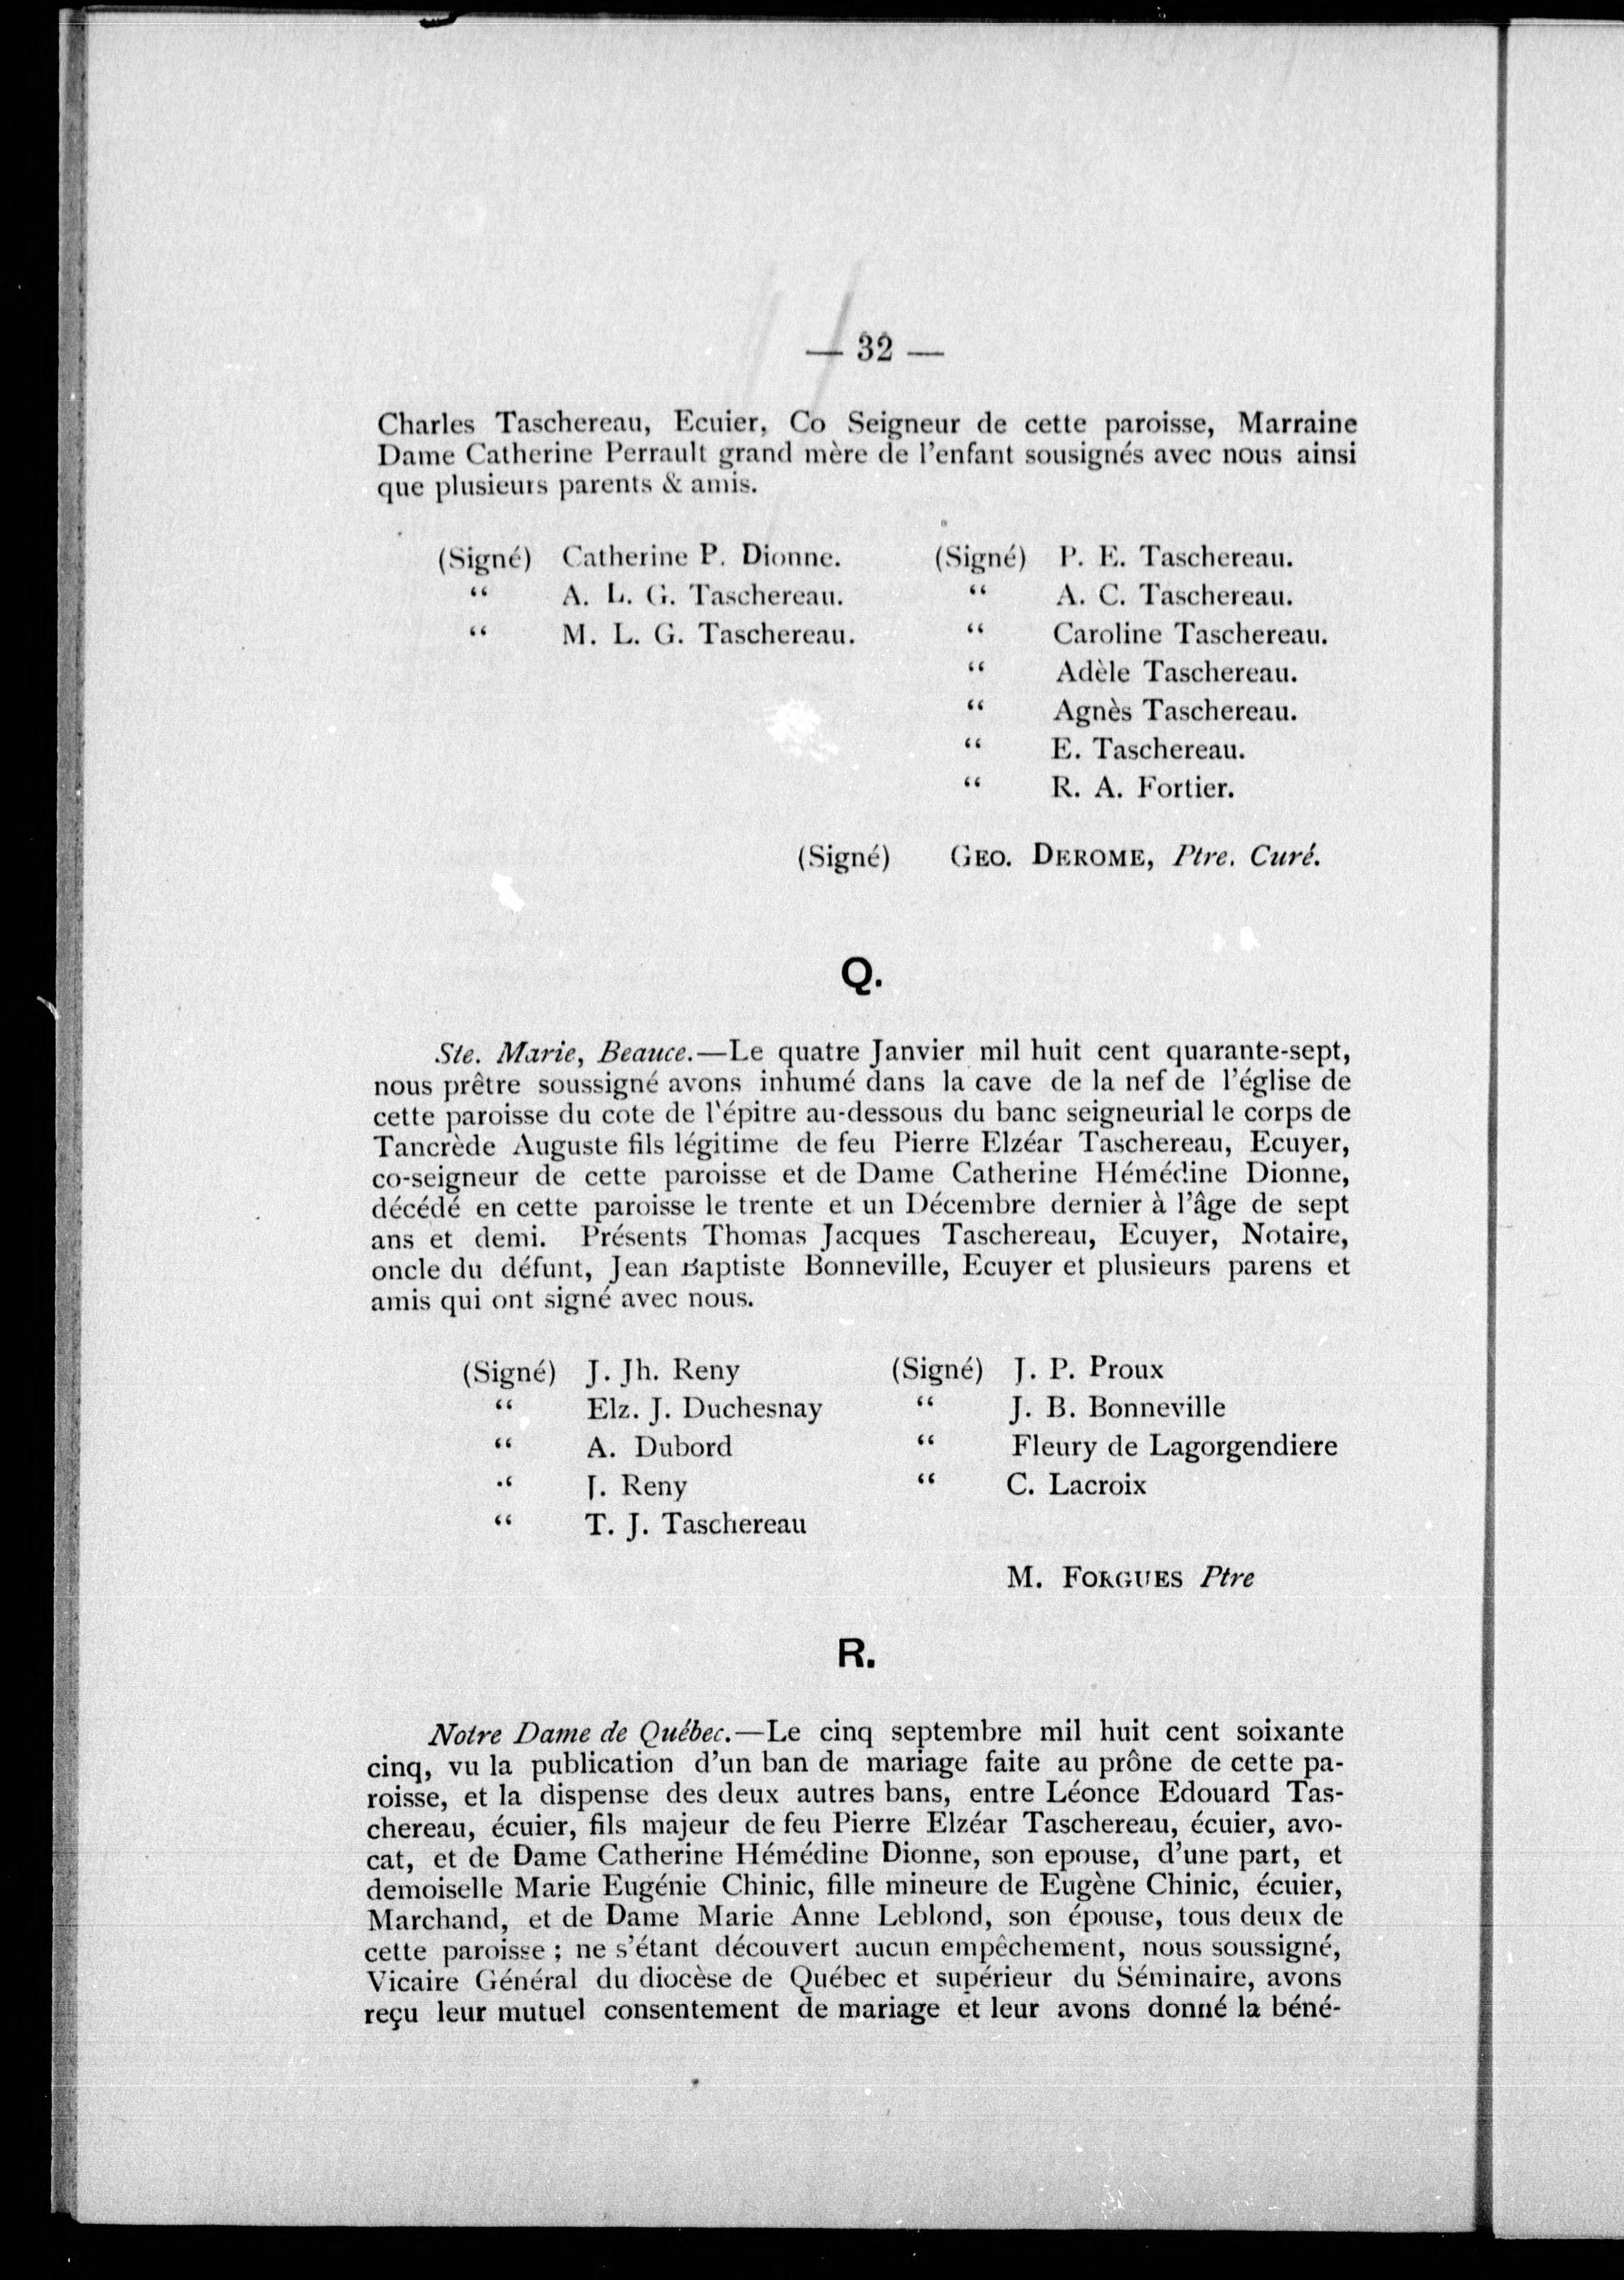 — 32 —
Charles Taschereau, Ecuier, Co Seigneur de cette paroisse, Marraine
Dame Catherine Perrault grand mère de l'enfant sousignés avec nous ainsi
que plusieurs parents & amis.
(Signé) Catherine P. Dionne. (Signé) P. E. Taschereau.
“ A. L. G. Taschereau. “ A. C. Taschereau.
“ M. L. G. Taschereau. “ Caroline Taschereau.
“ Adèle Taschereau.
“ Agnès Taschereau.
“ E. Taschereau.
“ R. A. Fortier.
(Signé) GEO. DEROME, Ptre. Curé.
Q.
Ste. Marie, Beauce.—Le quatre Janvier mil huit cent quarante-sept,
nous prêtre soussigné avons inhumé dans la cave de la nef de l'église de
cette paroisse du cote de l'épitre au-dessous du banc seigneurial le corps de
Tancrède Auguste fils légitime de feu Pierre Elzéar Taschereau, Ecuyer,
co-seigneur de cette paroisse et de Dame Catherine Hémédine Dionne,
décédé en cette paroisse le trente et un Décembre dernier à l'âge de sept
ans et demi. Présents Thomas Jacques Taschereau, Ecuyer, Notaire,
oncle du défunt, Jean Baptiste Bonneville, Ecuyer et plusieurs parens et
amis qui ont signé avec nous.
(Signé) J. Jh. Reny (Signé) J. P. Proux
“ Elz. J. Duchesnay “ J. B. Bonneville
“ A. Dubord “ Fleury de Lagorgendiere
“ J. Reny “ C. Lacroix
“ T. J. Taschereau
M. FORGUES Ptre
R.
Notre Dame de Québec.—Le cinq septembre mil huit cent soixante
cinq, vu la publication d'un ban de mariage faite au prône de cette pa-
roisse, et la dispense des deux autres bans, entre Léonce Edouard Tas-
chereau, écuier, fils majeur de feu Pierre Elzéar Taschereau, écuier, avo-
cat, et de Dame Catherine Hémédine Dionne, son epouse, d'une part, et
demoiselle Marie Eugénie Chinic, fille mineure de Eugène Chinic, écuier,
Marchand, et de Dame Marie Anne Leblond, son épouse, tous deux de
cette paroisse ; ne s'étant découvert aucun empêchement, nous soussigné,
Vicaire Général du diocèse de Québec et supérieur du Séminaire, avons
reçu leur mutuel consentement de mariage et leur avons donné la béné-